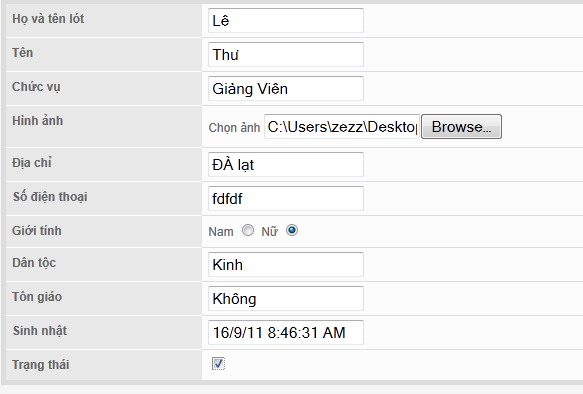 Họ và tên lót Lê
Tên Thư
Chức vụ Giảng Viên
Hình ảnh Chọn ảnh C:\Users\zezz\Desktop Browse...
Địa chỉ ĐÀ lạt
Số điện thoại fdfdf
Giới tính Nam Nữ
Dân tộc Kinh
Tôn giáo Không
Sinh nhật 16/9/11 8:46:31 AM
Trạng thái